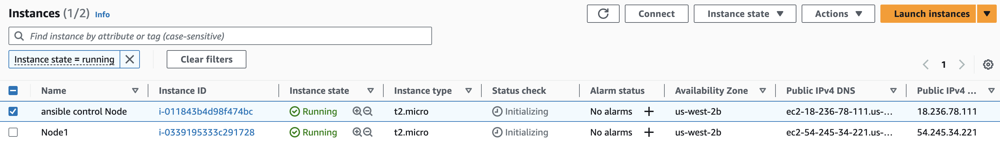 Instances (1/2) Info Connect Instance state Actions Launch instances
Find instance by attribute or tag (case-sensitive)
Instance state = running Clear filters
1
Name Instance ID Instance state Instance type Status check Alarm status Availability Zone Public IPv4 DNS Public IPv4 ...
ansible control Node i-011843b4d98f474bc Running t2.micro Initializing No alarms + us-west-2b ec2-18-236-78-111.us-... 18.236.78.111
Node1 i-0339195333c291728 Running t2.micro Initializing No alarms + us-west-2b ec2-54-245-34-221.us-... 54.245.34.221